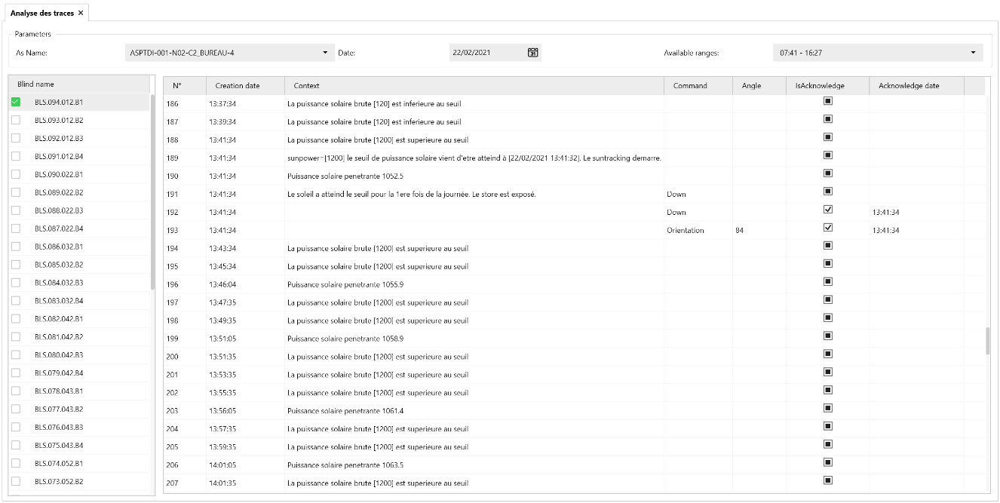 Analyse des traces ×
Parameters
As Name: ASPTDI-001-N02-C2_BUREAU-4 Date: 22/02/2021 31 Available ranges: 07:41 - 16:27
Blind name
BLS.094.012.B1
BLS.093.012.B2
BLS.092.012.B3
BLS.091.012.B4
BLS.090.022.B1
BLS.089.022.B2
BLS.088.022.B3
BLS.087.022.B4
BLS.086.032.B1
BLS.085.032.B2
BLS.084.032.B3
BLS.083.032.B4
BLS.082.042.B1
BLS.081.042.B2
BLS.080.042.B3
BLS.079.042.B4
BLS.078.043.B1
BLS.077.043.B2
BLS.076.043.B3
BLS.075.043.B4
BLS.074.052.B1
BLS.073.052.B2
N° Creation date Context Command Angle IsAcknowledge Acknowledge date
186 13:37:34 La puissance solaire brute [120] est inferieure au seuil
187 13:39:34 La puissance solaire brute [120] est inferieure au seuil
188 13:41:34 La puissance solaire brute [1200] est superieure au seuil
189 13:41:34 sunpower=[1200] le seuil de puissance solaire vient d'etre atteind à [22/02/2021 13:41:32]. Le suntracking demarre.
190 13:41:34 Puissance solaire penetrante 1052.5
191 13:41:34 Le soleil a atteind le seuil pour la 1ere fois de la journée. Le store est exposé. Down
192 13:41:34 Down 13:41:34
193 13:41:34 Orientation 84 13:41:34
194 13:43:34 La puissance solaire brute [1200] est superieure au seuil
195 13:45:34 La puissance solaire brute [1200] est superieure au seuil
196 13:46:04 Puissance solaire penetrante 1055.9
197 13:47:35 La puissance solaire brute [1200] est superieure au seuil
198 13:49:35 La puissance solaire brute [1200] est superieure au seuil
199 13:51:05 Puissance solaire penetrante 1058.9
200 13:51:35 La puissance solaire brute [1200] est superieure au seuil
201 13:53:35 La puissance solaire brute [1200] est superieure au seuil
202 13:55:35 La puissance solaire brute [1200] est superieure au seuil
203 13:56:05 Puissance solaire penetrante 1061.4
204 13:57:35 La puissance solaire brute [1200] est superieure au seuil
205 13:59:35 La puissance solaire brute [1200] est superieure au seuil
206 14:01:05 Puissance solaire penetrante 1063.5
207 14:01:35 La puissance solaire brute [1200] est superieure au seuil